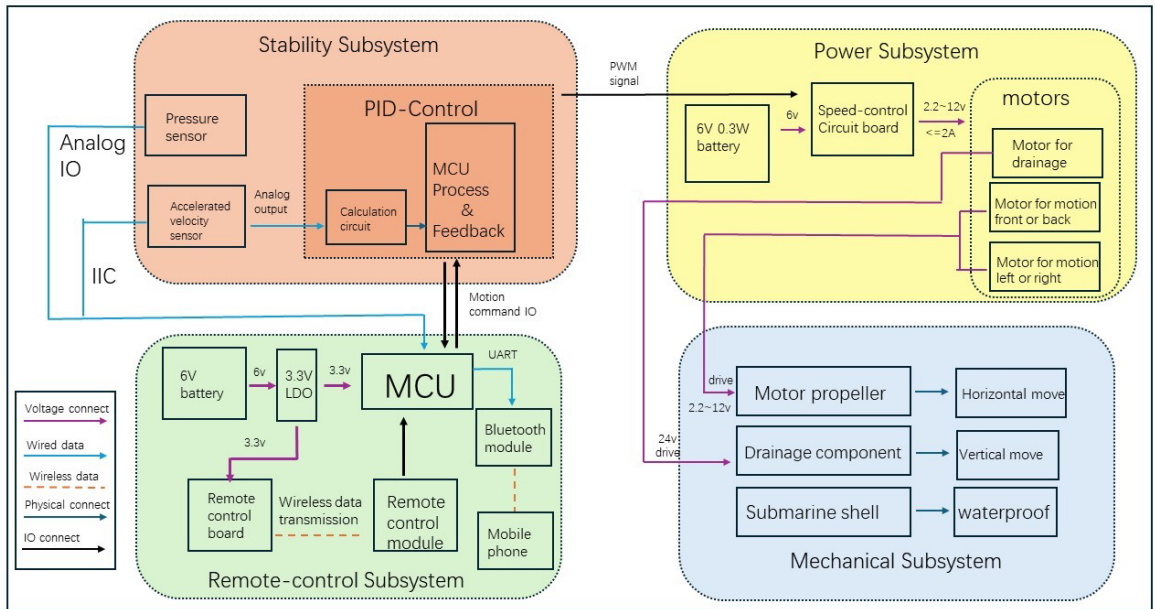 Stability Subsystem
Pressure
sensor
Analog
IO
Accelerated
velocity
sensor
Analog
output
IIC
PID-Control
Calculation
circuit
MCU
Process
&
Feedback
PWM
signal
Motion
command IO
Power Subsystem
6V 0.3W
battery
6v
Speed-control
Circuit board
2.2~12v
<=2A
motors
Motor for
drainage
Motor for motion
front or back
Motor for motion
left or right
Voltage connect
Wired data
Wireless data
Physical connect
IO connect
6V
battery
6v
3.3V
LDO
3.3v
MCU
UART
Bluetooth
module
3.3v
Remote
control
board
Wireless data
transmission
Remote
control
module
Mobile
phone
Remote-control Subsystem
drive
2.2~12v
Motor propeller
Horizontal move
24v
drive
Drainage component
Vertical move
Submarine shell
waterproof
Mechanical Subsystem